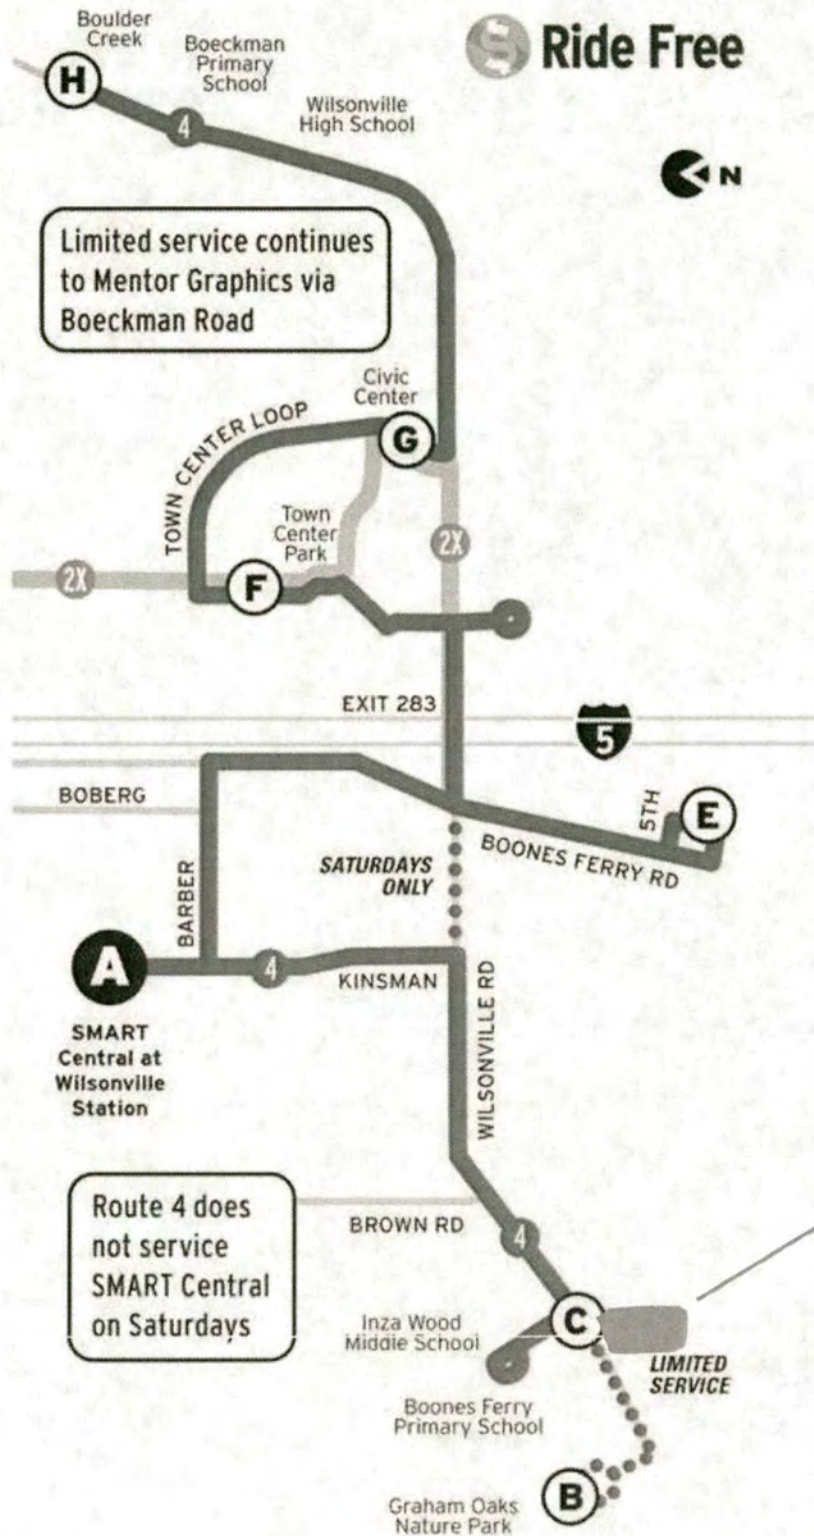 Boulder
Creek
S Ride Free
H
Boeckman
Primary
School
4
Wilsonville
High School
N
Limited service continues
to Mentor Graphics via
Boeckman Road
Civic
Center
G
TOWN CENTER LOOP
Town
Center
Park
2X
2X
F
EXIT 283
5
BOBERG
5TH
E
BOONES FERRY RD
SATURDAYS
ONLY
BARBER
A
4
KINSMAN
WILSONVILLE RD
SMART
Central at
Wilsonville
Station
Route 4 does
not service
SMART Central
on Saturdays
BROWN RD
4
C
Inza Wood
Middle School
LIMITED
SERVICE
Boones Ferry
Primary School
B
Graham Oaks
Nature Park